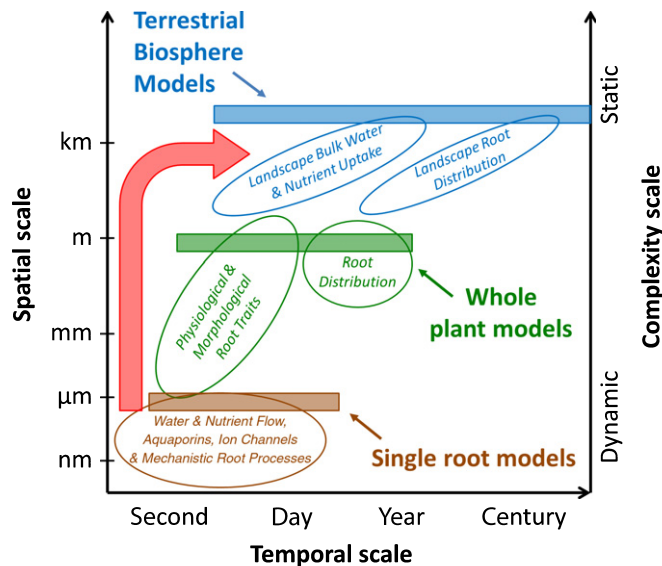 Terrestrial
Biosphere
Models
Static
km
Landscape Bulk Water
& Nutrient Uptake
Landscape Root
Distribution
Spatial scale
Complexity scale
m
Physiological &
Morphological
Root Traits
Root
Distribution
Whole
plant models
mm
μm
Water & Nutrient Flow,
Aquaporins, Ion Channels
& Mechanistic Root Processes
Single root models
Dynamic
nm
Second
Day
Year
Century
Temporal scale